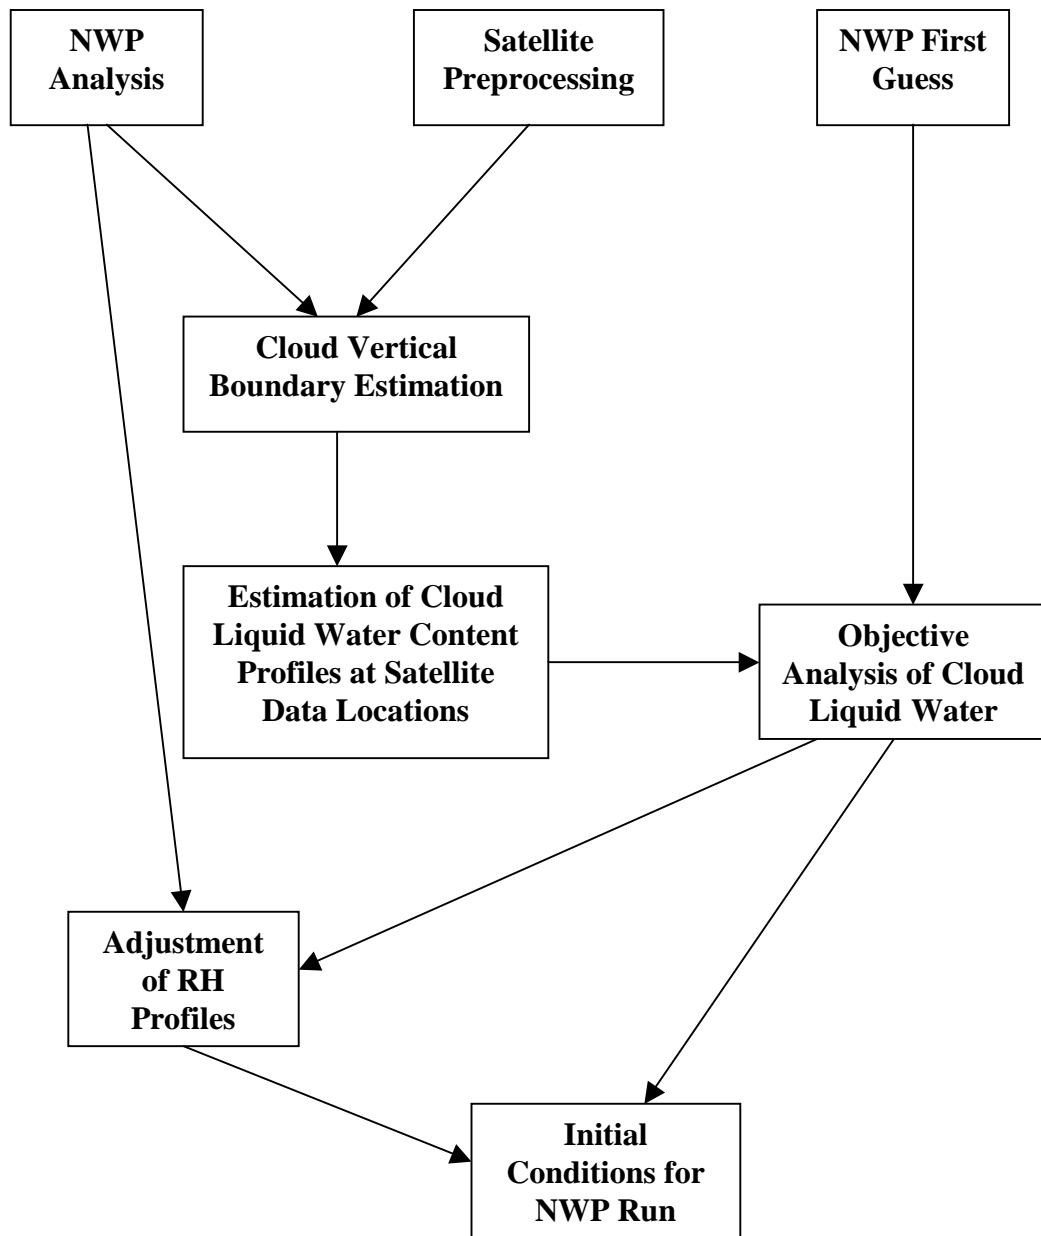 NWP
Analysis
Satellite
Preprocessing
NWP First
Guess
Cloud Vertical
Boundary Estimation
Estimation of Cloud
Liquid Water Content
Profiles at Satellite
Data Locations
Objective
Analysis of Cloud
Liquid Water
Adjustment
of RH
Profiles
Initial
Conditions for
NWP Run